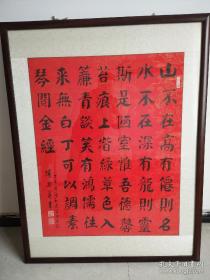 山不在高有僊則名
水不在深有龍則靈
斯是陋室惟吾德馨
苔痕上階綠草色入
簾青談笑有鴻儒往
來無白丁可以調素
琴閱金經